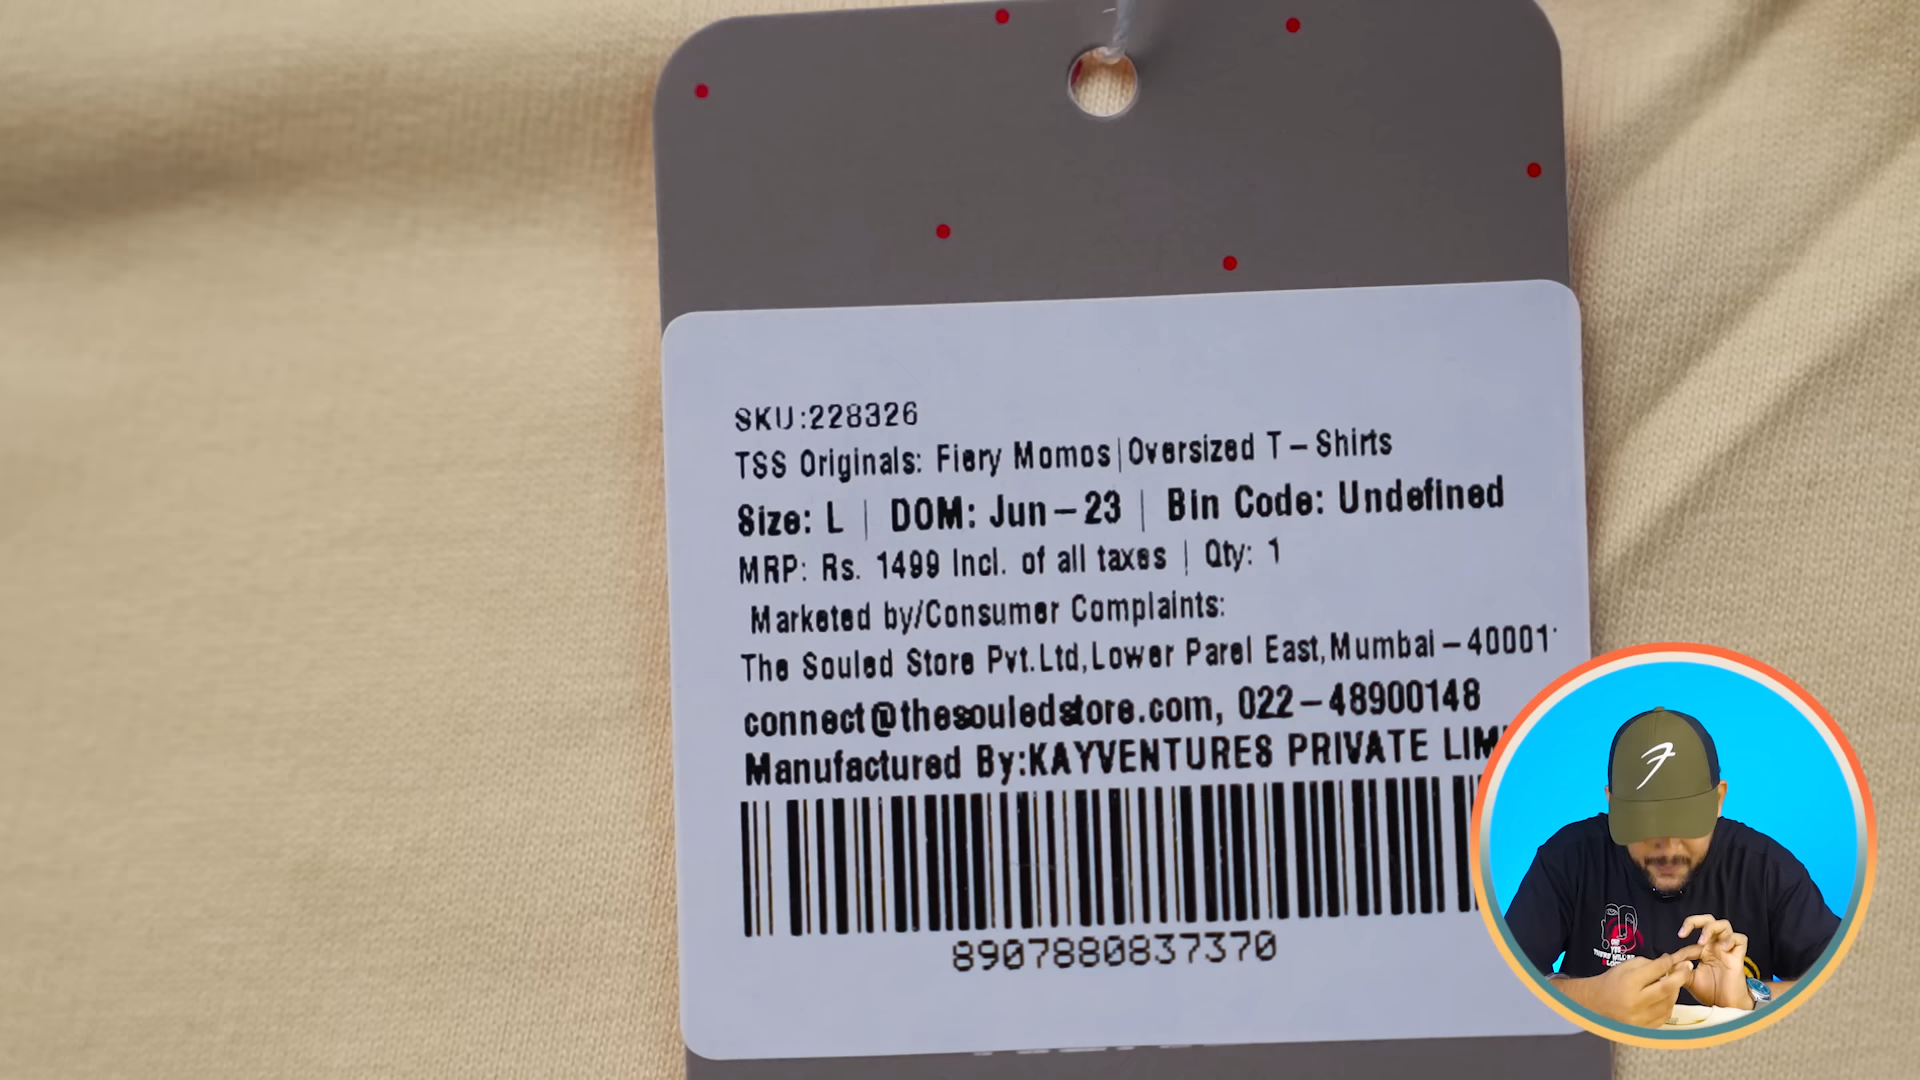 SKU:228326
TSS Originals: Fiery Momos|Oversized T-Shirts
Size: L | DOM: Jun-23 | Bin Code: Undefined
MRP: Rs. 1499 Incl. of all taxes | Qty: 1
Marketed by/Consumer Complaints:
The Souled Store Pvt.Ltd,Lower Parel East,Mumbai-40001
connect@thesouledstore.com, 022-48900148
Manufactured By:KAYVENTURES PRIVATE LIM
8907880837370